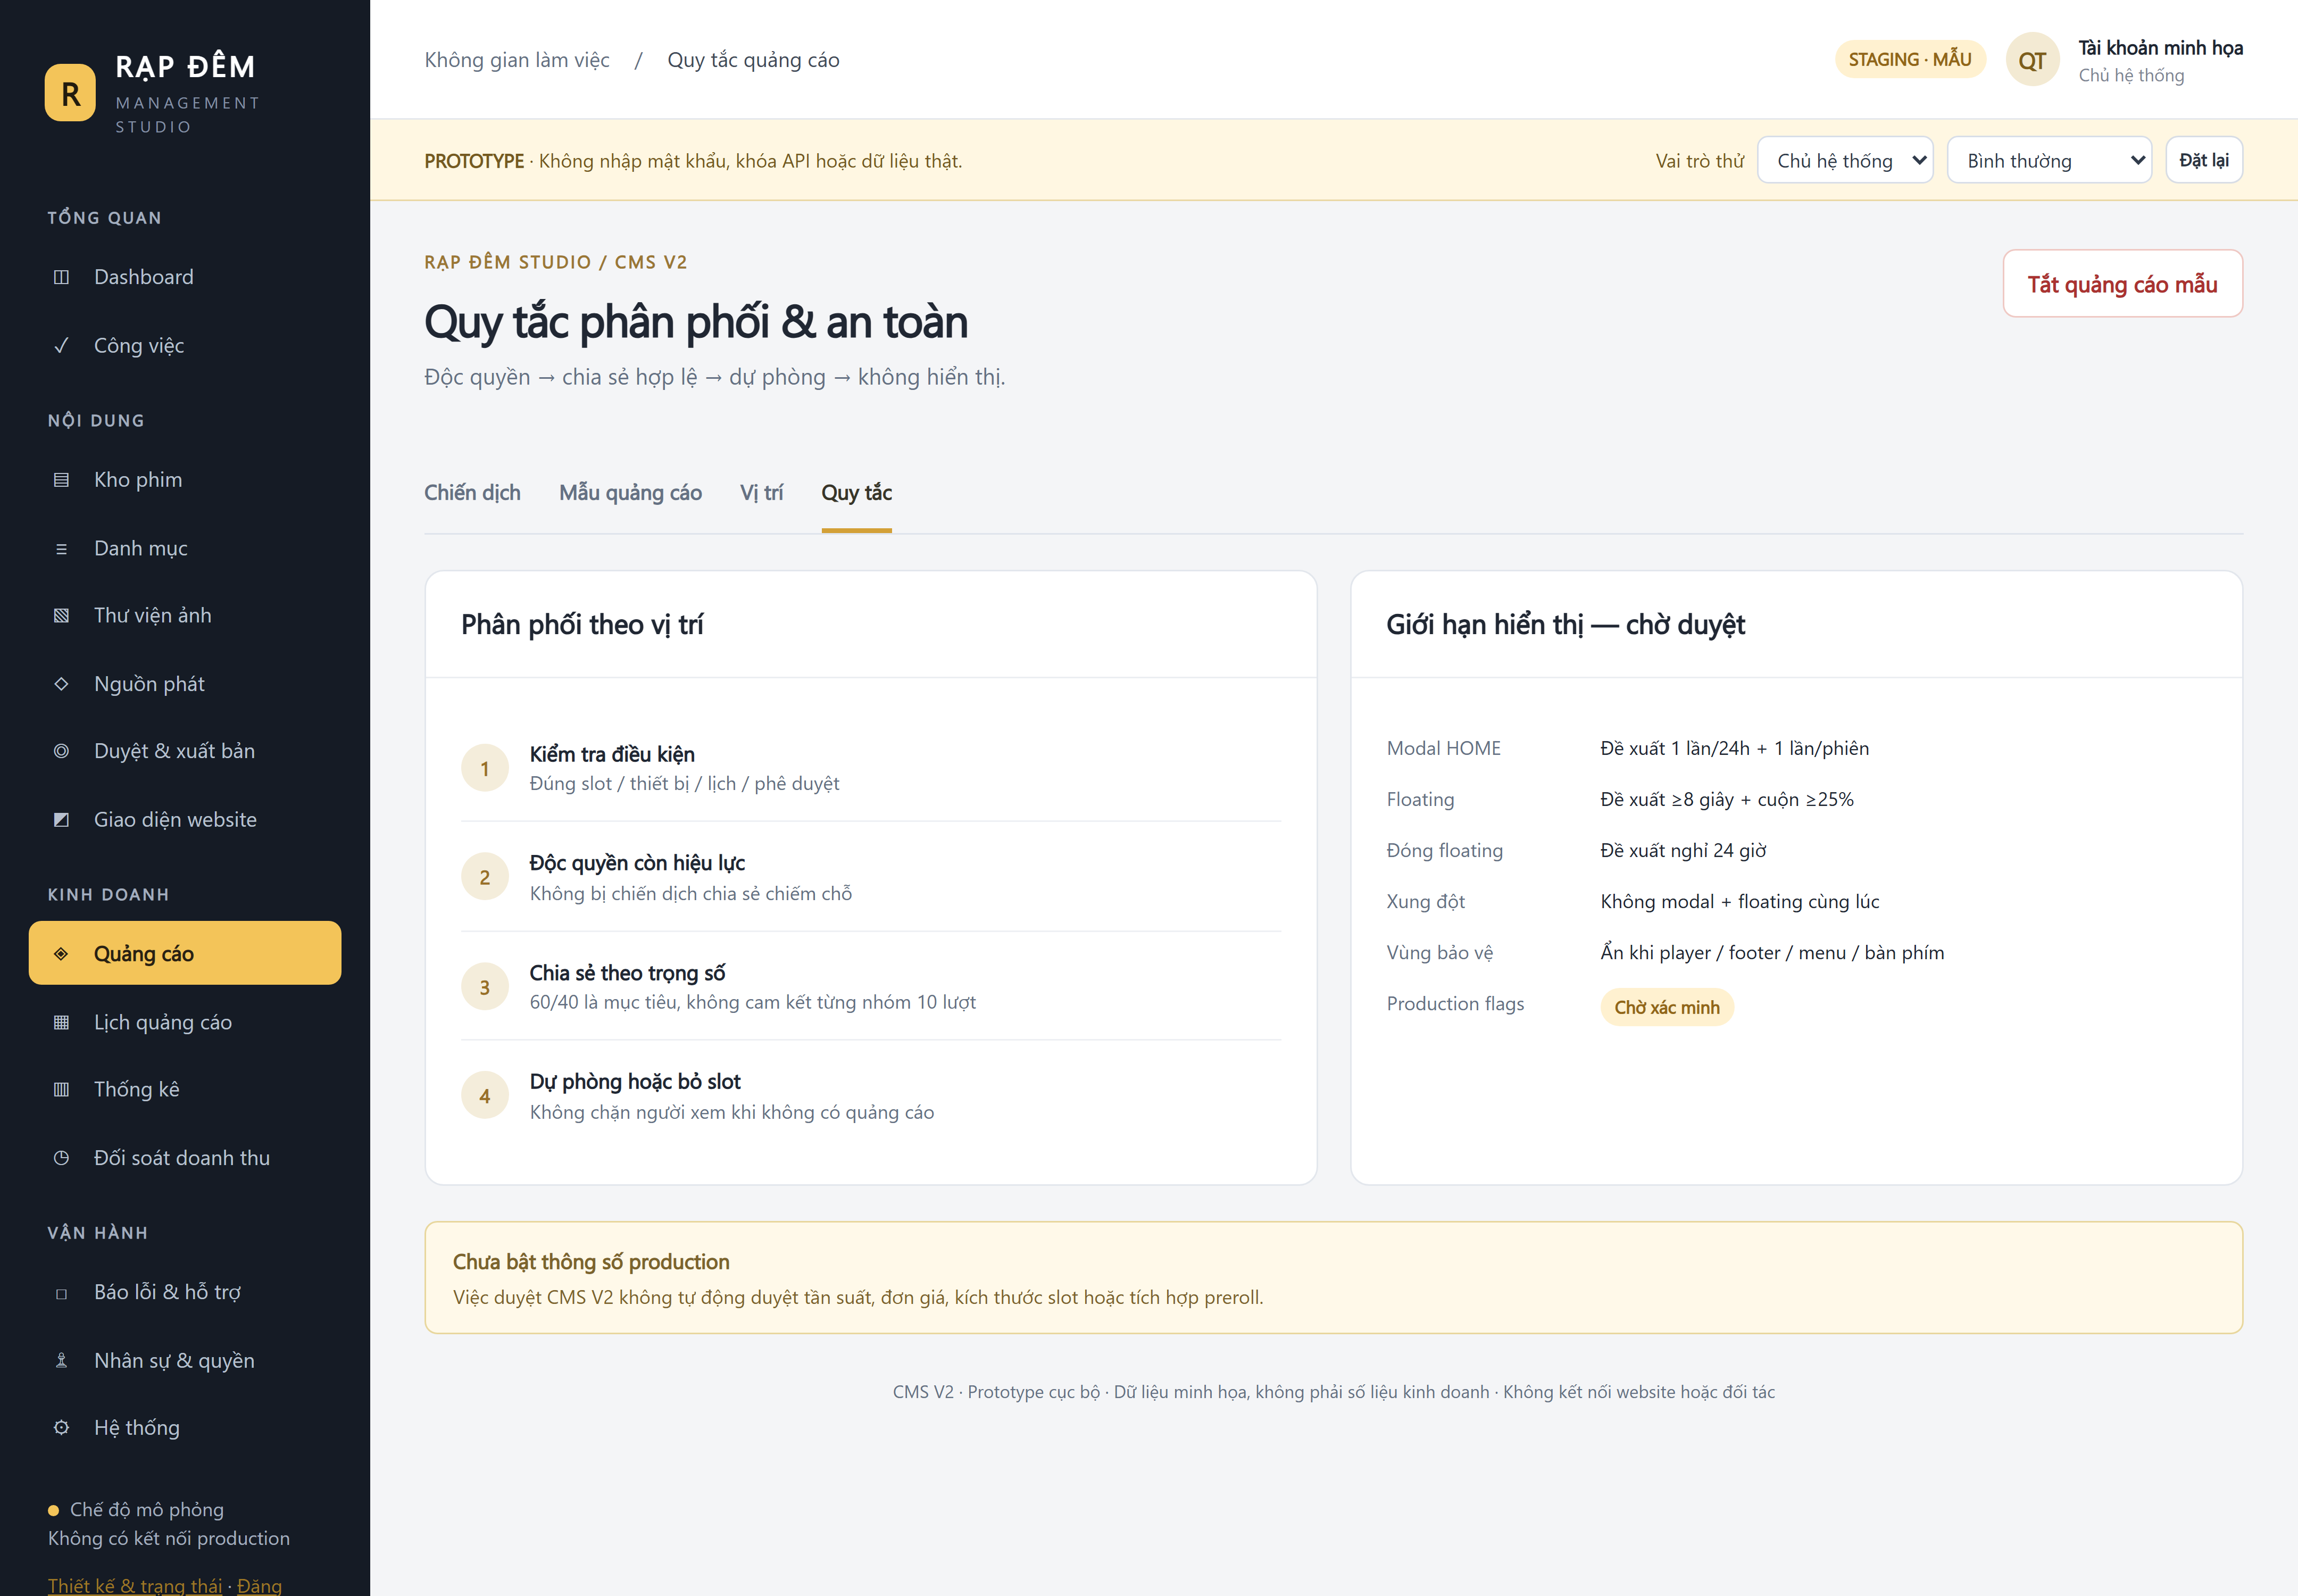 R
RẠP ĐÊM
MANAGEMENT
STUDIO
TỔNG QUAN
Dashboard
Công việc
NỘI DUNG
Kho phim
Danh mục
Thư viện ảnh
Nguồn phát
Duyệt & xuất bản
Giao diện website
KINH DOANH
Quảng cáo
Lịch quảng cáo
Thống kê
Đối soát doanh thu
VẬN HÀNH
Báo lỗi & hỗ trợ
Nhân sự & quyền
Hệ thống
Chế độ mô phỏng
Không có kết nối production
Thiết kế & trạng thái · Đăng
Không gian làm việc / Quy tắc quảng cáo
STAGING · MẪU
QT
Tài khoản minh họa
Chủ hệ thống
PROTOTYPE · Không nhập mật khẩu, khóa API hoặc dữ liệu thật.
Vai trò thử
Chủ hệ thống
Bình thường
Đặt lại
RẠP ĐÊM STUDIO / CMS V2
Quy tắc phân phối & an toàn
Độc quyền → chia sẻ hợp lệ → dự phòng → không hiển thị.
Tắt quảng cáo mẫu
Chiến dịch
Mẫu quảng cáo
Vị trí
Quy tắc
Phân phối theo vị trí
1
Kiểm tra điều kiện
Đúng slot / thiết bị / lịch / phê duyệt
2
Độc quyền còn hiệu lực
Không bị chiến dịch chia sẻ chiếm chỗ
3
Chia sẻ theo trọng số
60/40 là mục tiêu, không cam kết từng nhóm 10 lượt
4
Dự phòng hoặc bỏ slot
Không chặn người xem khi không có quảng cáo
Giới hạn hiển thị — chờ duyệt
Modal HOME Đề xuất 1 lần/24h + 1 lần/phiên
Floating Đề xuất ≥8 giây + cuộn ≥25%
Đóng floating Đề xuất nghỉ 24 giờ
Xung đột Không modal + floating cùng lúc
Vùng bảo vệ Ẩn khi player / footer / menu / bàn phím
Production flags Chờ xác minh
Chưa bật thông số production
Việc duyệt CMS V2 không tự động duyệt tần suất, đơn giá, kích thước slot hoặc tích hợp preroll.
CMS V2 · Prototype cục bộ · Dữ liệu minh họa, không phải số liệu kinh doanh · Không kết nối website hoặc đối tác